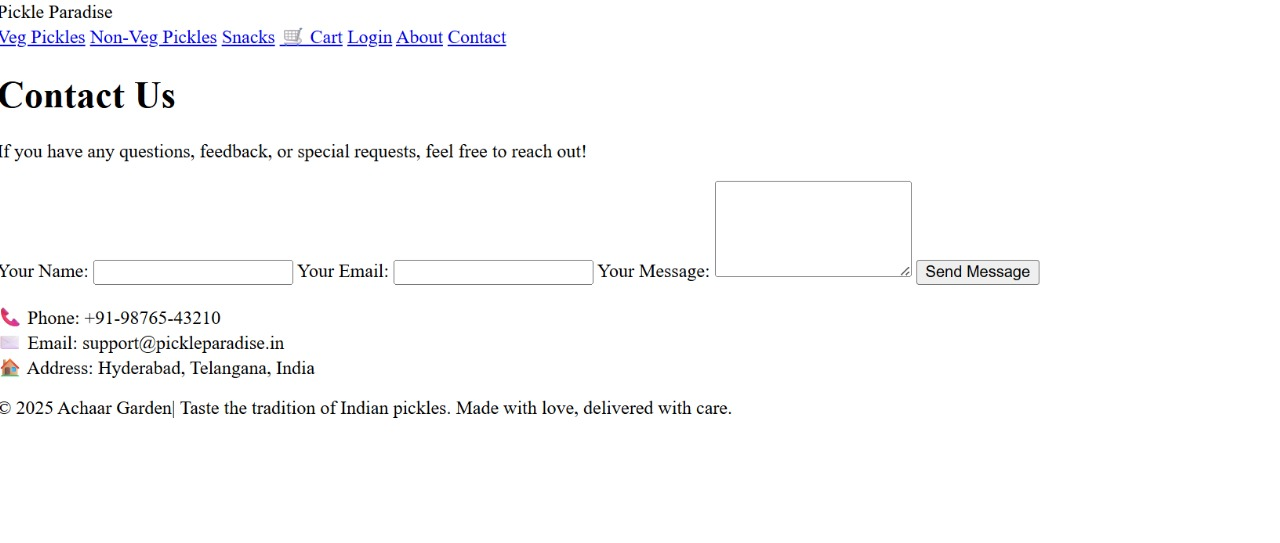 Pickle Paradise
Veg Pickles Non-Veg Pickles Snacks 🛒 Cart Login About Contact
Contact Us
If you have any questions, feedback, or special requests, feel free to reach out!
Your Name: Your Email: Your Message: Send Message
📞 Phone: +91-98765-43210
✉️ Email: support@pickleparadise.in
🏠 Address: Hyderabad, Telangana, India
© 2025 Achaar Garden| Taste the tradition of Indian pickles. Made with love, delivered with care.